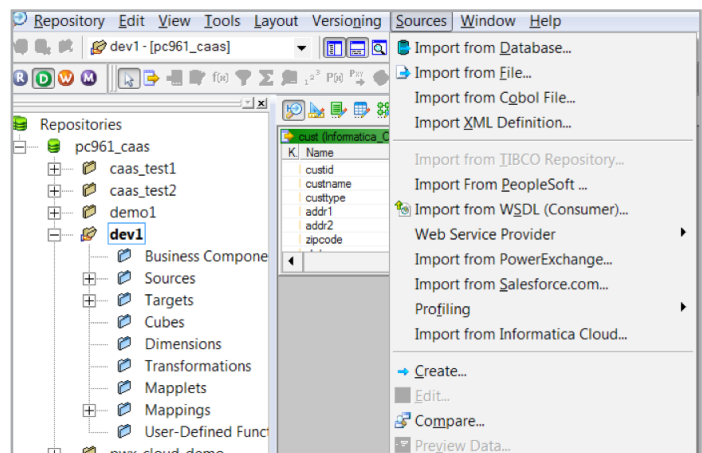 Repository Edit View Tools Layout Versioning Sources Window Help
dev1 - [pc961_caas]
R D W M
f(x)
Repositories
pc961_caas
caas_test1
caas_test2
demo1
dev1
Business Compone
Sources
Targets
Cubes
Dimensions
Transformations
Mapplets
Mappings
User-Defined Funct
cust (Informatica_C
K. Name
custid
custname
custtype
addr1
addr2
zipcode
Import from Database...
Import from File...
Import from Cobol File...
Import XML Definition...
Import from TIBCO Repository...
Import From PeopleSoft ...
Import from WSDL (Consumer)...
Web Service Provider
Import from PowerExchange...
Import from Salesforce.com...
Profiling
Import from Informatica Cloud...
Create...
Edit...
Compare...
Preview Data...